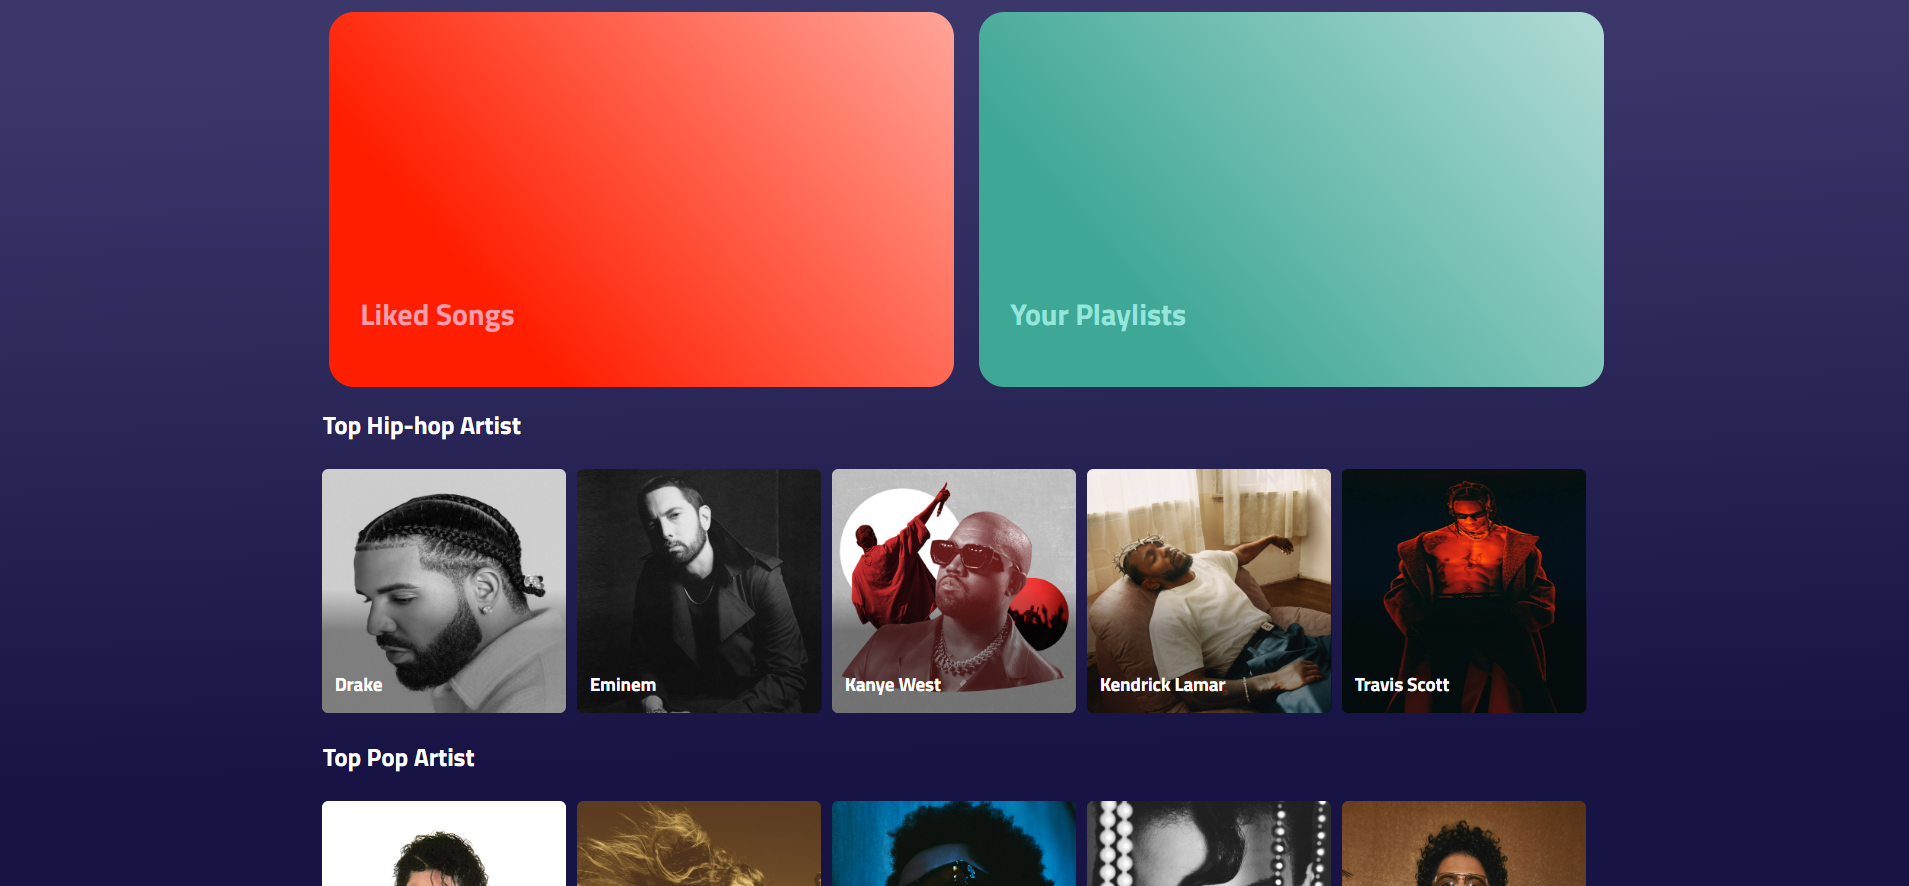 Liked Songs
Your Playlists
Top Hip-hop Artist
Drake
Eminem
Kanye West
Kendrick Lamar
Travis Scott
Top Pop Artist